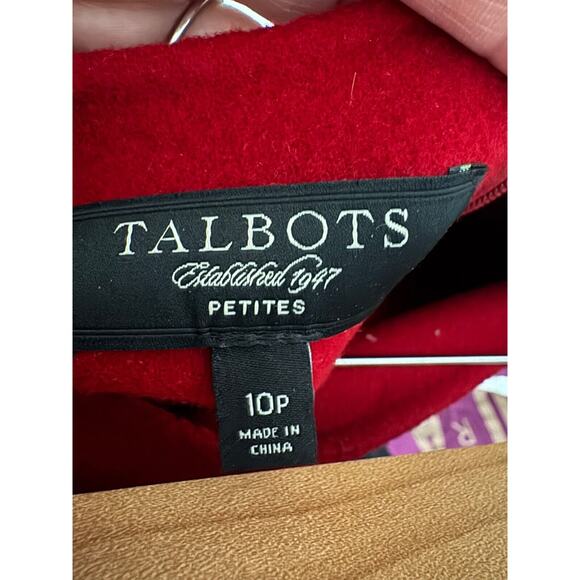 TALBOTS
Established 1947
PETITES
10P
MADE IN
CHINA